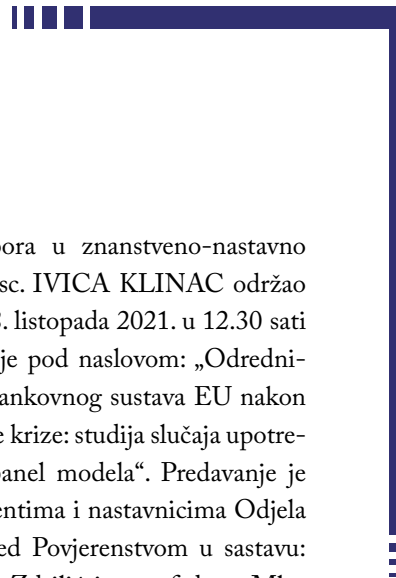 bora u znanstveno-nastavno
sc. IVICA KLINAC održao
. listopada 2021. u 12.30 sati
je pod naslovom: „Odredni-
ankovnog sustava EU nakon
e krize: studija slučaja upotre-
panel modela“. Predavanje je
entima i nastavnicima Odjela
ed Povjerenstvom u sastavu: